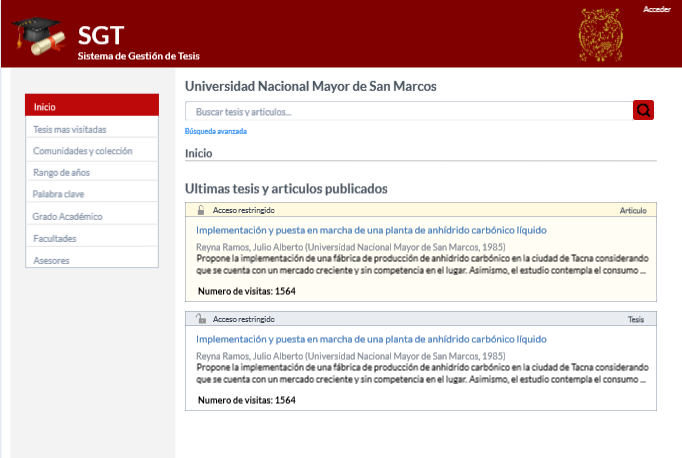 Acceder
SGT
Sistema de Gestión de Tesis
Inicio
Tesis mas visitadas
Comunidades y colección
Rango de años
Palabra clave
Grado Académico
Facultades
Asesores
Universidad Nacional Mayor de San Marcos
Buscar tesis y articulos...
Búsqueda avanzada
Inicio
Ultimas tesis y articulos publicados
Acceso restringido
Articulo
Implementación y puesta en marcha de una planta de anhídrido carbónico líquido
Reyna Ramos, Julio Alberto (Universidad Nacional Mayor de San Marcos, 1985)
Propone la implementación de una fábrica de producción de anhidrido carbónico en la ciudad de Tacna considerando
que se cuenta con un mercado creciente y sin competencia en el lugar. Asimismo, el estudio contempla el consumo ...
Numero de visitas: 1564
Acceso restringido
Tesis
Implementación y puesta en marcha de una planta de anhídrido carbónico líquido
Reyna Ramos, Julio Alberto (Universidad Nacional Mayor de San Marcos, 1985)
Propone la implementación de una fábrica de producción de anhidrido carbónico en la ciudad de Tacna considerando
que se cuenta con un mercado creciente y sin competencia en el lugar. Asimismo, el estudio contempla el consumo ...
Numero de visitas: 1564